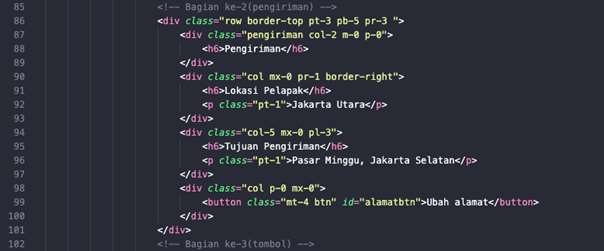 85 <!-- Bagian ke-2(pengiriman) -->
86 <div class="row border-top pt-3 pb-5 pr-3 ">
87 <div class="pengiriman col-2 m-0 p-0">
88 <h6>Pengiriman</h6>
89 </div>
90 <div class="col mx-0 pr-1 border-right">
91 <h6>Lokasi Pelapak</h6>
92 <p class="pt-1">Jakarta Utara</p>
93 </div>
94 <div class="col-5 mx-0 pl-3">
95 <h6>Tujuan Pengiriman</h6>
96 <p class="pt-1">Pasar Minggu, Jakarta Selatan</p>
97 </div>
98 <div class="col p-0 mx-0">
99 <button class="mt-4 btn" id="alamatbtn">Ubah alamat</button>
100 </div>
101 </div>
102 <!-- Bagian ke-3(tombol) -->